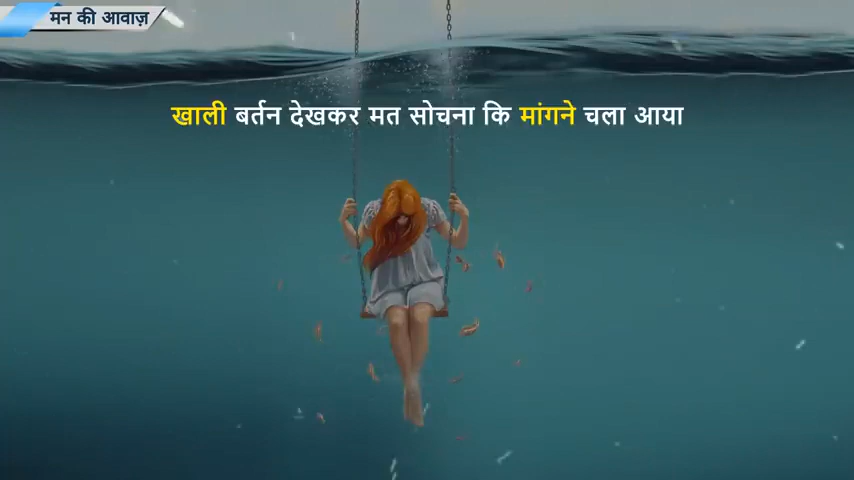 मन की आवाज़
खाली बर्तन देखकर मत सोचना कि मांगने चला आया